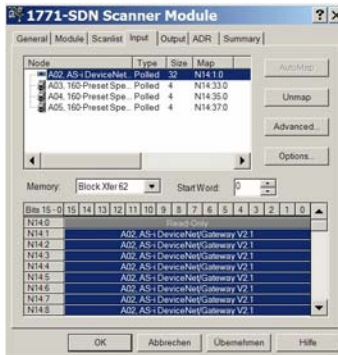 1771-SDN Scanner Module
General Module Scanlist Input Output ADR Summary
Node Type Size Map
A02, AS-i DeviceNet.. Polled 32 N14:1.0
A03, 160-Preset Spe.. Polled 4 N14:33.0
A04, 160-Preset Spe.. Polled 4 N14:35.0
A05, 160-Preset Spe.. Polled 4 N14:37.0
AutoMap
Unmap
Advanced...
Options...
Memory: Block Xfer 62 Start Word: 0
Bits 15 - 0 15 14 13 12 11 10 9 8 7 6 5 4 3 2 1 0
N14:0 Read-Only
N14:1 A02, AS-i DeviceNet/Gateway V2.1
N14:2 A02, AS-i DeviceNet/Gateway V2.1
N14:3 A02, AS-i DeviceNet/Gateway V2.1
N14:4 A02, AS-i DeviceNet/Gateway V2.1
N14:5 A02, AS-i DeviceNet/Gateway V2.1
N14:6 A02, AS-i DeviceNet/Gateway V2.1
N14:7 A02, AS-i DeviceNet/Gateway V2.1
N14:8 A02, AS-i DeviceNet/Gateway V2.1
OK Abbrechen Übernehmen Hilfe